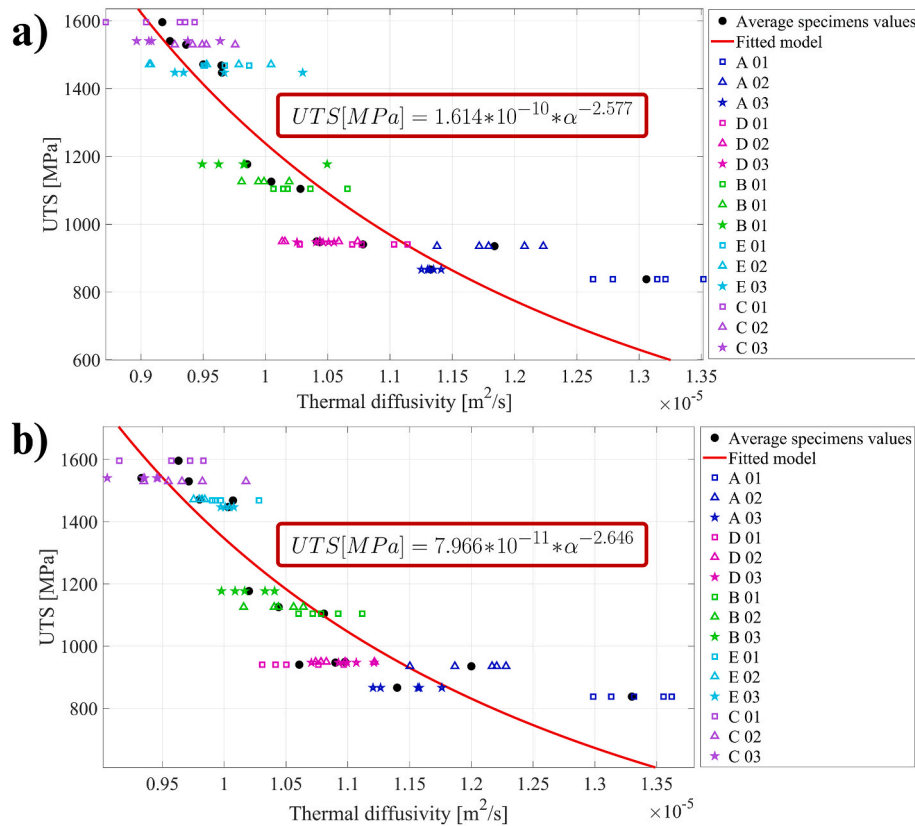 a)
1600
1400
1200
1000
800
600
UTS [MPa]
UTS[MPa] = 1.614*10^{-10}*α^{-2.577}
0.9 0.95 1 1.05 1.1 1.15 1.2 1.25 1.3 1.35
Thermal diffusivity [m²/s]
×10⁻⁵
Average specimens values
Fitted model
A 01
A 02
A 03
D 01
D 02
D 03
B 01
B 01
B 01
E 01
E 02
E 03
C 01
C 02
C 03
b)
1600
1400
1200
1000
800
UTS [MPa]
UTS[MPa] = 7.966*10^{-11}*α^{-2.646}
0.95 1 1.05 1.1 1.15 1.2 1.25 1.3 1.35
Thermal diffusivity [m²/s]
×10⁻⁵
Average specimens values
Fitted model
A 01
A 02
A 03
D 01
D 02
D 03
B 01
B 02
B 03
E 01
E 02
E 03
C 01
C 02
C 03